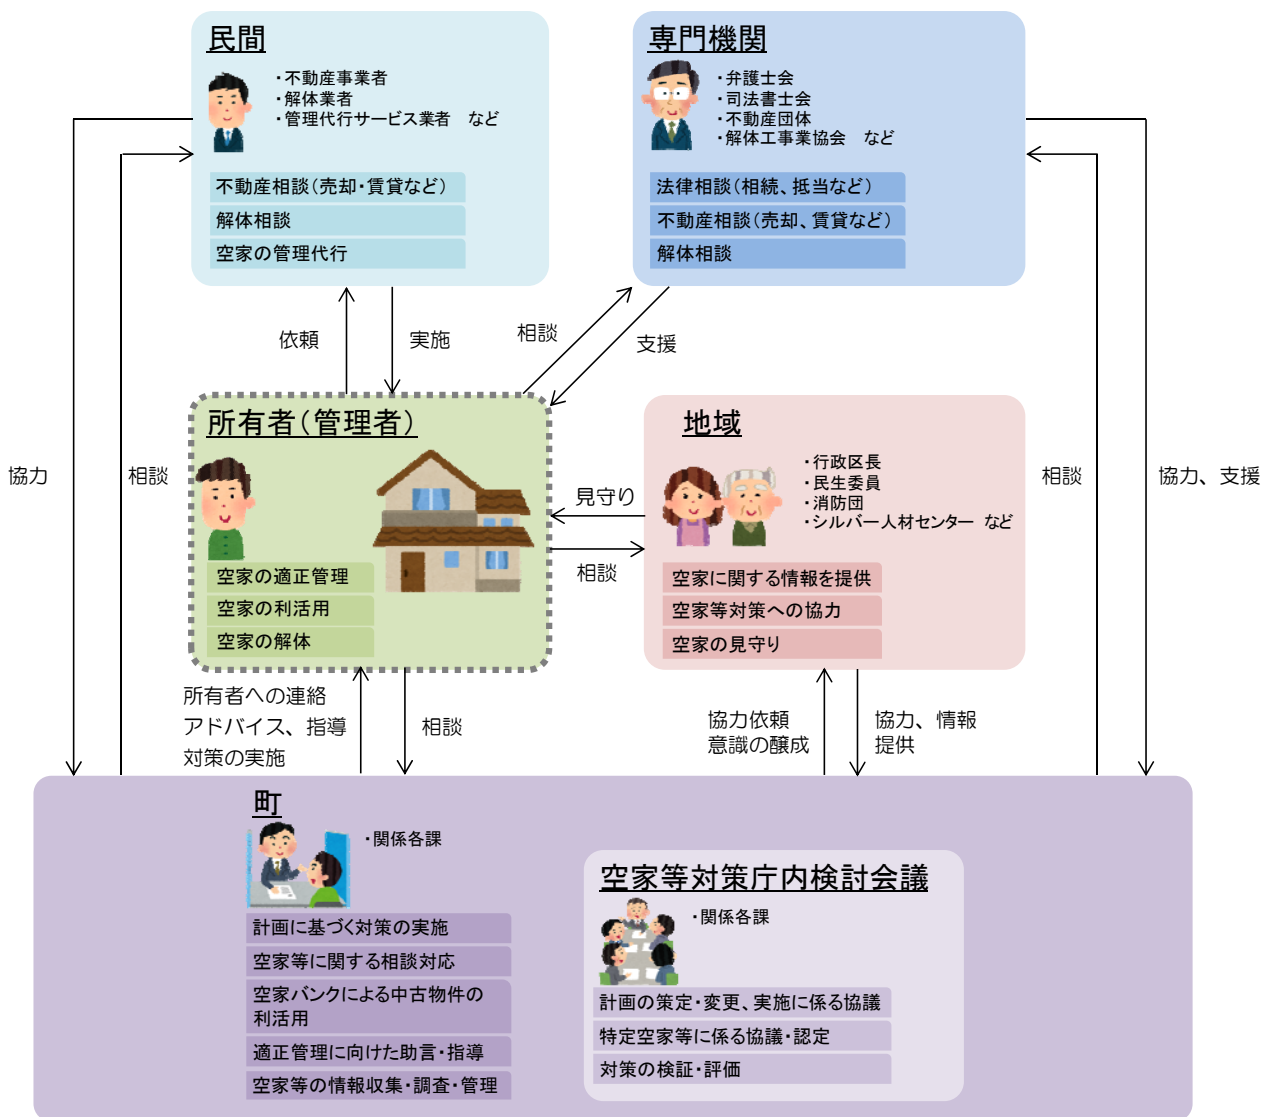 民間
・不動産事業者
・解体業者
・管理代行サービス業者　など
不動産相談（売却・賃貸など）
解体相談
空家の管理代行
専門機関
・弁護士会
・司法書士会
・不動産団体
・解体工事業協会　など
法律相談（相続、抵当など）
不動産相談（売却、賃貸など）
解体相談
依頼
実施
相談
支援
協力
相談
所有者（管理者）
空家の適正管理
空家の利活用
空家の解体
見守り
相談
地域
・行政区長
・民生委員
・消防団
・シルバー人材センター　など
空家に関する情報を提供
空家等対策への協力
空家の見守り
相談
協力、支援
所有者への連絡
アドバイス、指導
対策の実施
相談
協力依頼
意識の醸成
協力、情報
提供
町
・関係各課
計画に基づく対策の実施
空家等に関する相談対応
空家バンクによる中古物件の
利活用
適正管理に向けた助言・指導
空家等の情報収集・調査・管理
空家等対策庁内検討会議
・関係各課
計画の策定・変更、実施に係る協議
特定空家等に係る協議・認定
対策の検証・評価